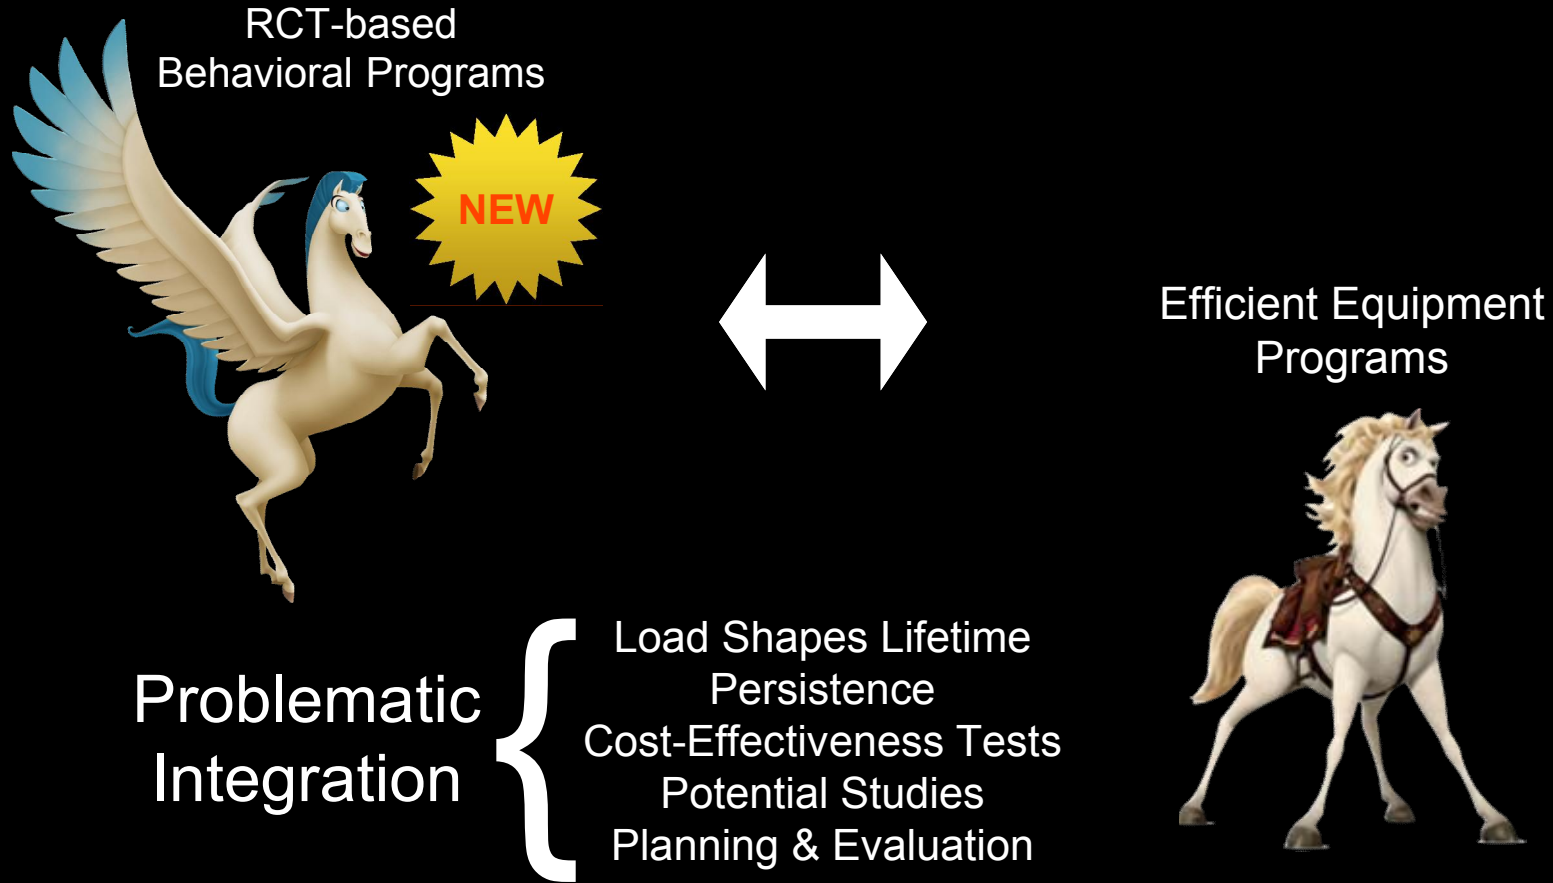 RCT-based
Behavioral Programs
NEW
Efficient Equipment
Programs
Problematic
Integration
Load Shapes Lifetime
Persistence
Cost-Effectiveness Tests
Potential Studies
Planning & Evaluation